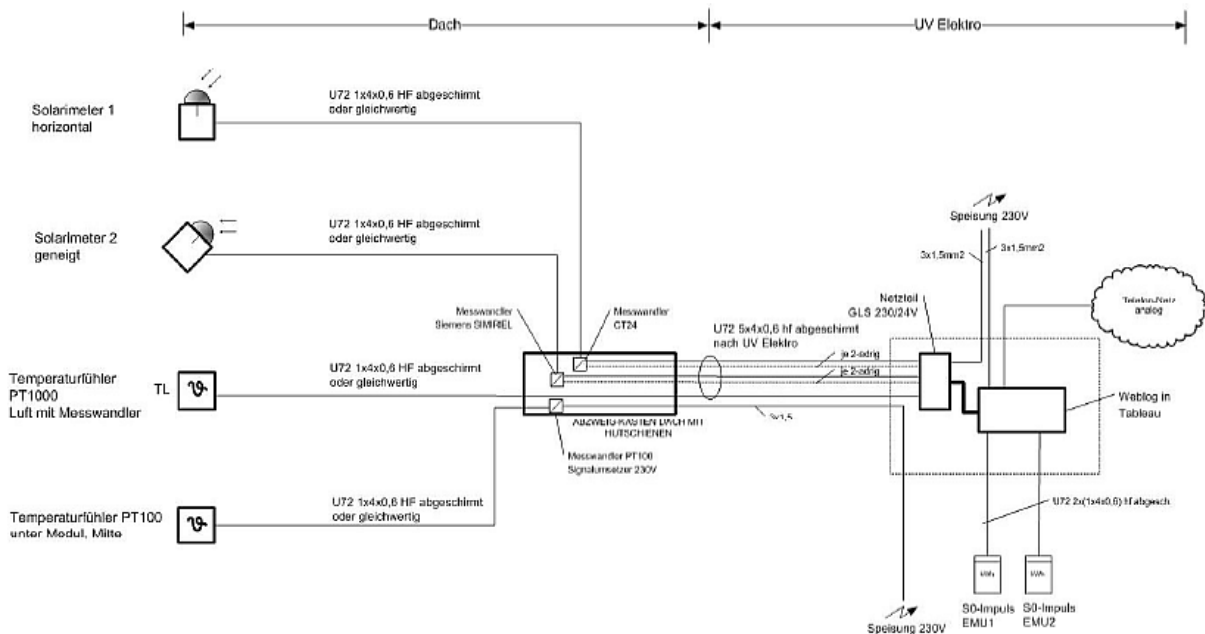 Dach
UV Elektro
Solarimeter 1
horizontal
U72 1x4x0,6 HF abgeschirmt
oder gleichwertig
Solarimeter 2
geneigt
U72 1x4x0,6 HF abgeschirmt
oder gleichwertig
Speisung 230V
3x1,5mm2
3x1,5mm2
Telefon-Netz
analog
Netzteil
GLS 230/24V
Messwandler
Siemens SIMIRIEL
Messwandler
CT24
U72 5x4x0,6 hf abgeschirmt
nach UV Elektro
je 2-adrig
je 2-adrig
Temperaturfühler
PT1000
Luft mit Messwandler
TL
ϑ
U72 1x4x0,6 HF abgeschirmt
oder gleichwertig
Weblog in
Tableau
3x1,5
ABZWEIG-KASTEN DACH MIT
HUTSCHIENEN
Messwandler PT100
Signalumsetzer 230V
U72 1x4x0,6 HF abgeschirmt
oder gleichwertig
Temperaturfühler PT100
unter Modul, Mitte
ϑ
U72 2x(1x4x0,6) hf abgesch.
kWh
kWh
S0-Impuls
EMU1
S0-Impuls
EMU2
Speisung 230V